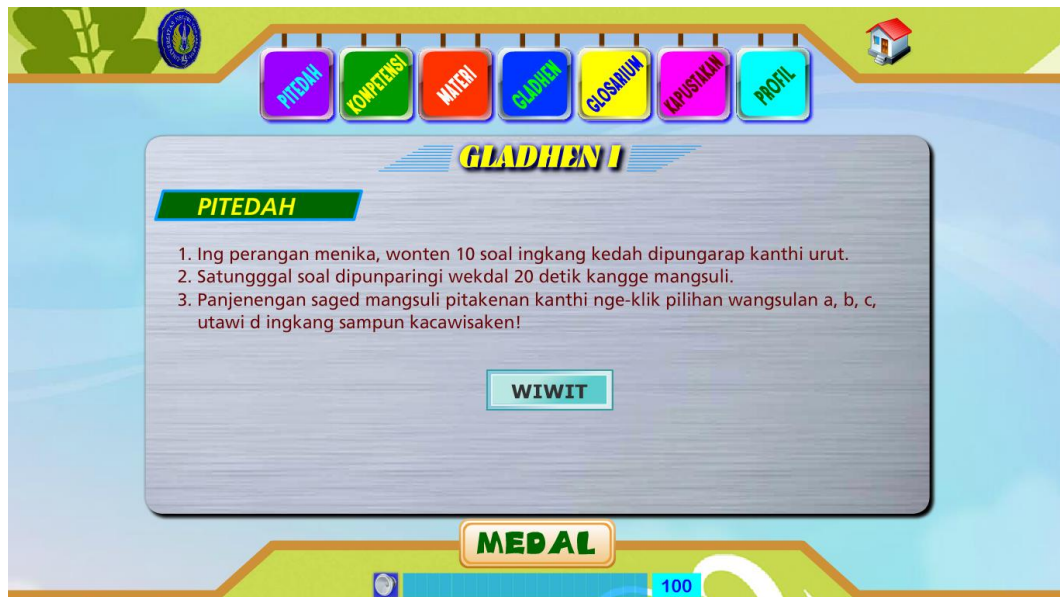 PITEDAH
KOMPETENSI
MATERI
GLADHEN
GLOSARIUM
KAPUSTAKAN
PROFIL
GLADHEN I
PITEDAH
1. Ing perangan menika, wonten 10 soal ingkang kedah dipungarap kanthi urut.
2. Satungggal soal dipunparingi wekdal 20 detik kangge mangsuli.
3. Panjenengan saged mangsuli pitakenan kanthi nge-klik pilihan wangsulan a, b, c,
utawi d ingkang sampun kacawisaken!
WIWIT
MEDAL
100